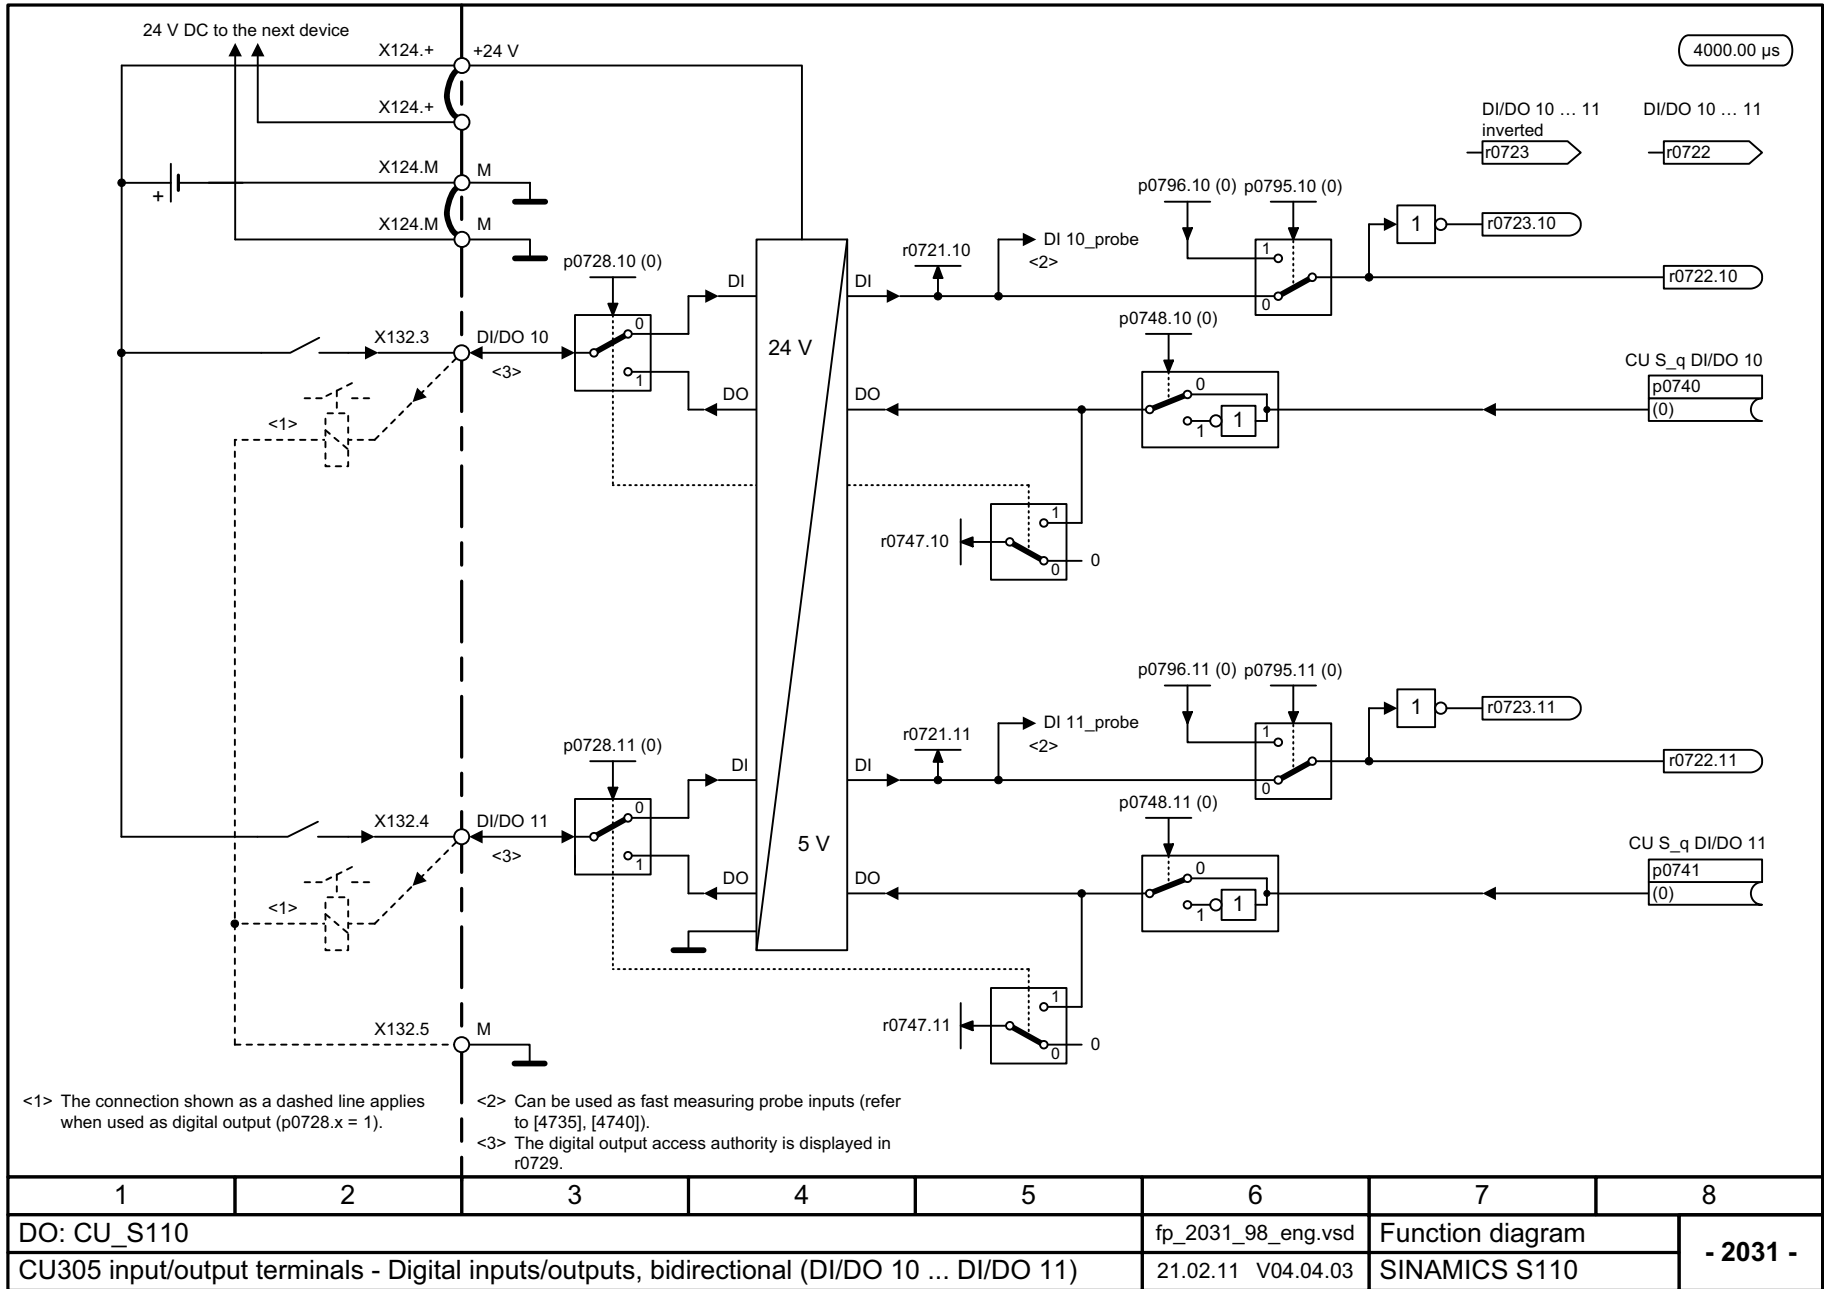 24 V DC to the next device
X124.+
+24 V
4000.00 µs
X124.+
DI/DO 10 … 11
inverted
r0723
DI/DO 10 … 11
r0722
X124.M
M
+
X124.M
M
p0728.10 (0)
0
1
DI
DO
24 V
5 V
DI
DO
r0721.10
DI 10_probe
<2>
p0796.10 (0)
p0795.10 (0)
1
0
1
r0723.10
r0722.10
X132.3
DI/DO 10
<3>
<1>
p0748.10 (0)
0
1
1
CU S_q DI/DO 10
p0740
(0)
r0747.10
1
0
0
p0728.11 (0)
0
1
DI
DO
DI
DO
r0721.11
DI 11_probe
<2>
p0796.11 (0)
p0795.11 (0)
1
0
1
r0723.11
r0722.11
X132.4
DI/DO 11
<3>
<1>
p0748.11 (0)
0
1
1
CU S_q DI/DO 11
p0741
(0)
r0747.11
1
0
0
X132.5
M
<1> The connection shown as a dashed line applies
when used as digital output (p0728.x = 1).
<2> Can be used as fast measuring probe inputs (refer
to [4735], [4740]).
<3> The digital output access authority is displayed in
r0729.
1 2 3 4 5 6 7 8
DO: CU_S110
fp_2031_98_eng.vsd
Function diagram
- 2031 -
CU305 input/output terminals - Digital inputs/outputs, bidirectional (DI/DO 10 ... DI/DO 11)
21.02.11 V04.04.03
SINAMICS S110